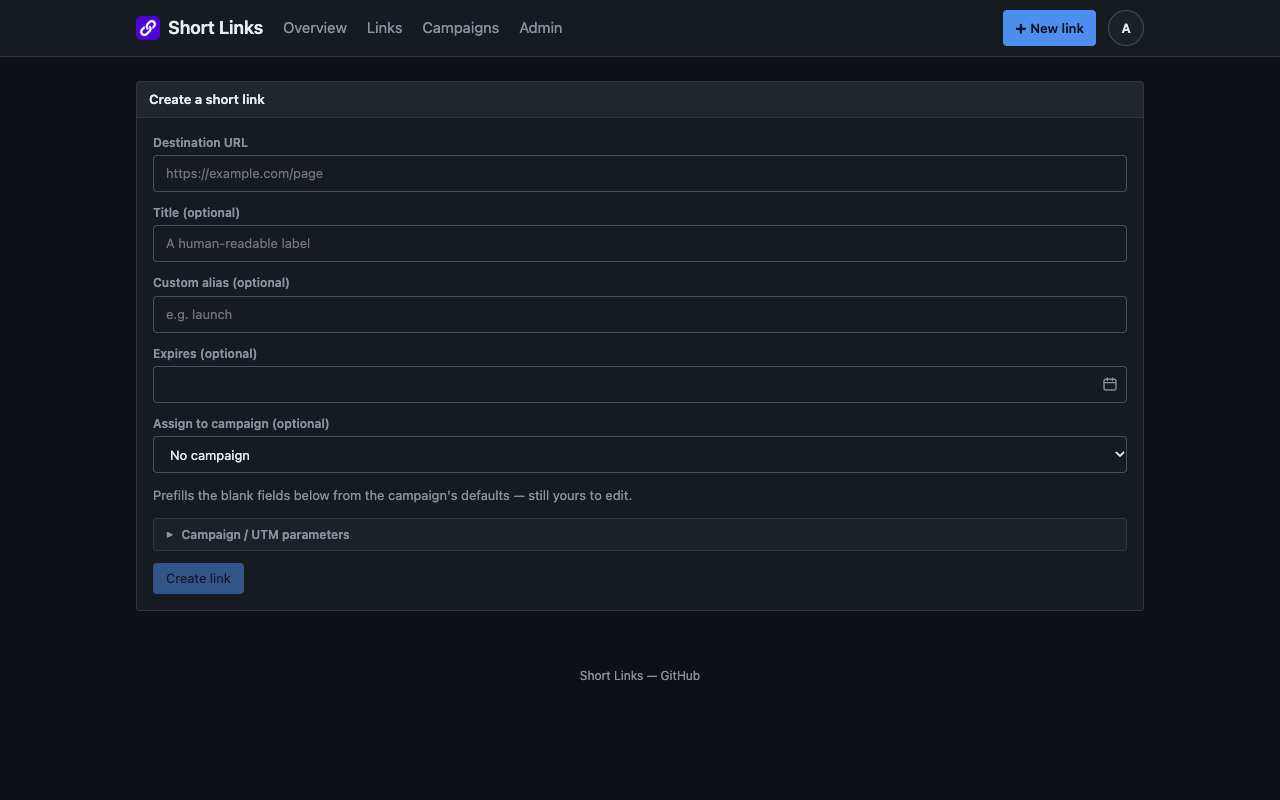 Short Links Overview Links Campaigns Admin + New link A
Create a short link
Destination URL
https://example.com/page
Title (optional)
A human-readable label
Custom alias (optional)
e.g. launch
Expires (optional)
Assign to campaign (optional)
No campaign
Prefills the blank fields below from the campaign's defaults — still yours to edit.
Campaign / UTM parameters
Create link
Short Links — GitHub